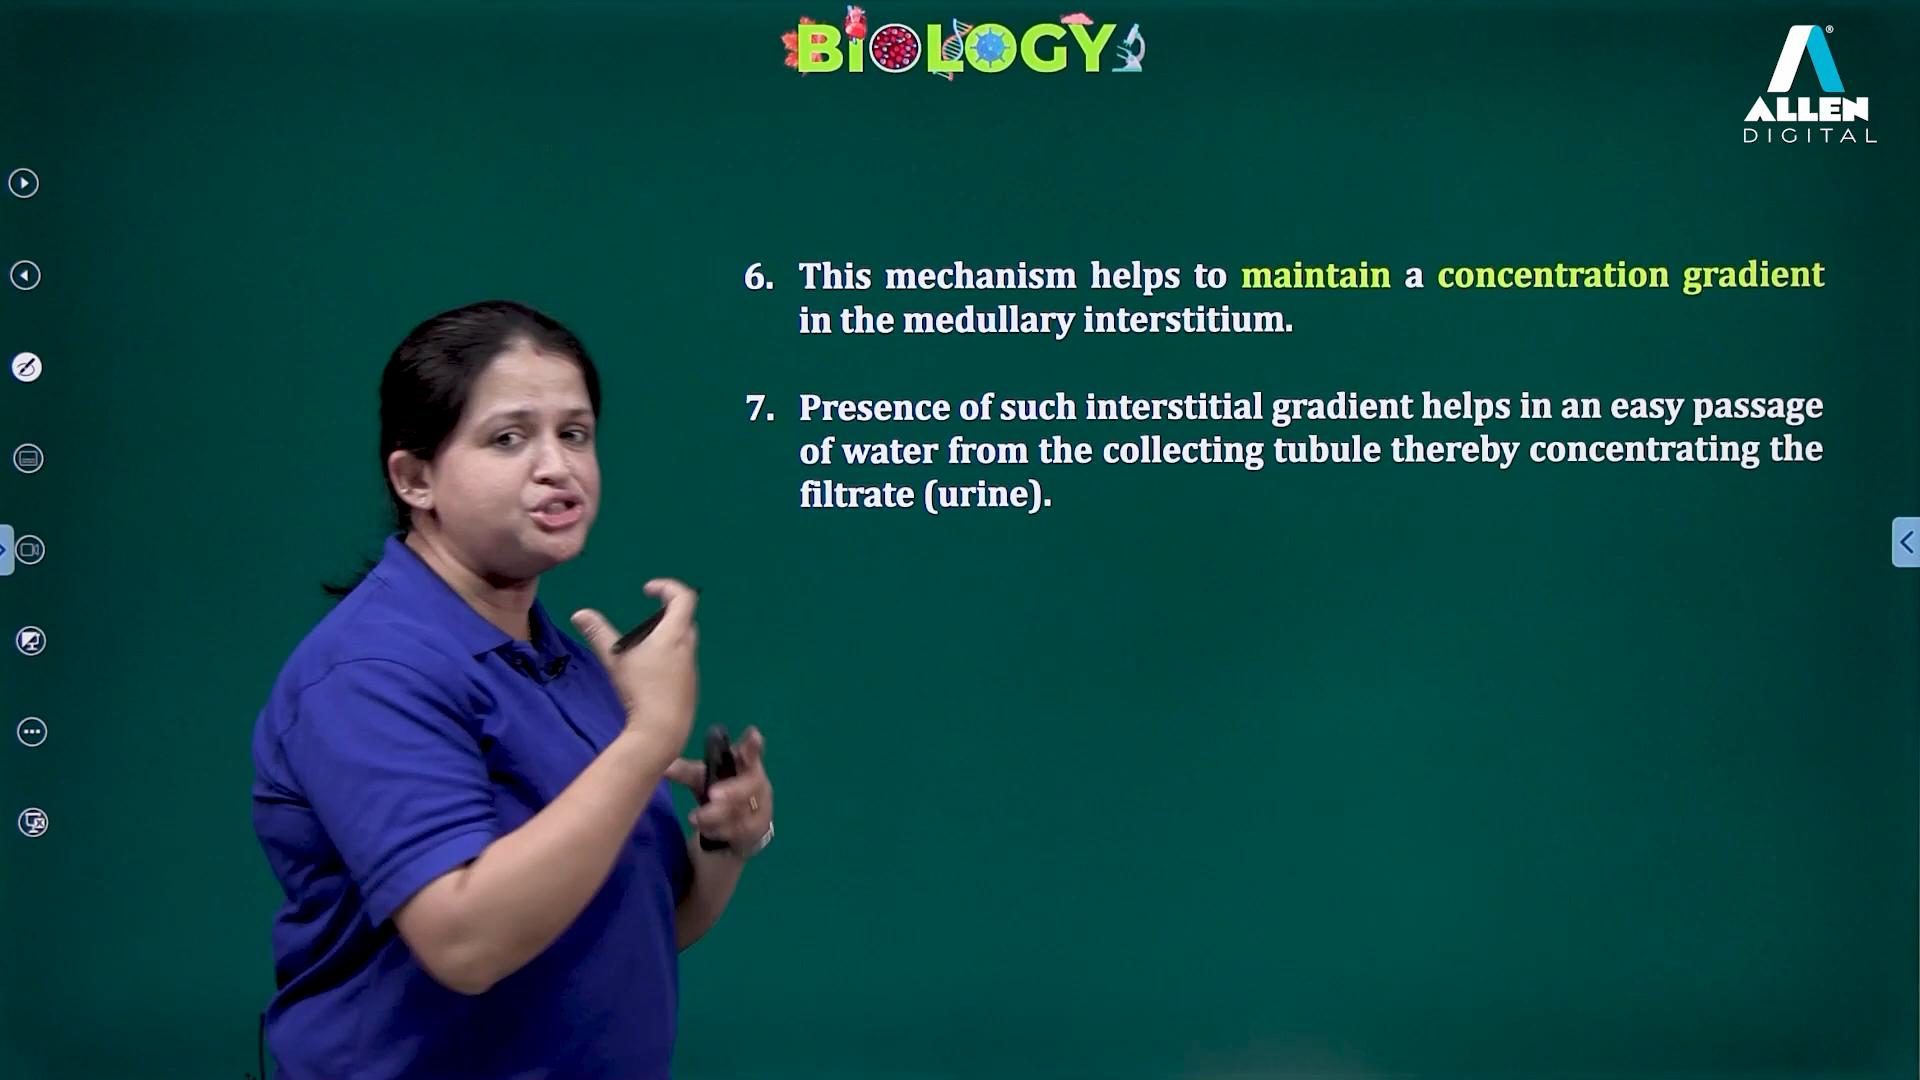 BIOLOGY
ALLEN
DIGITAL
6. This mechanism helps to maintain a concentration gradient
in the medullary interstitium.
7. Presence of such interstitial gradient helps in an easy passage
of water from the collecting tubule thereby concentrating the
filtrate (urine).